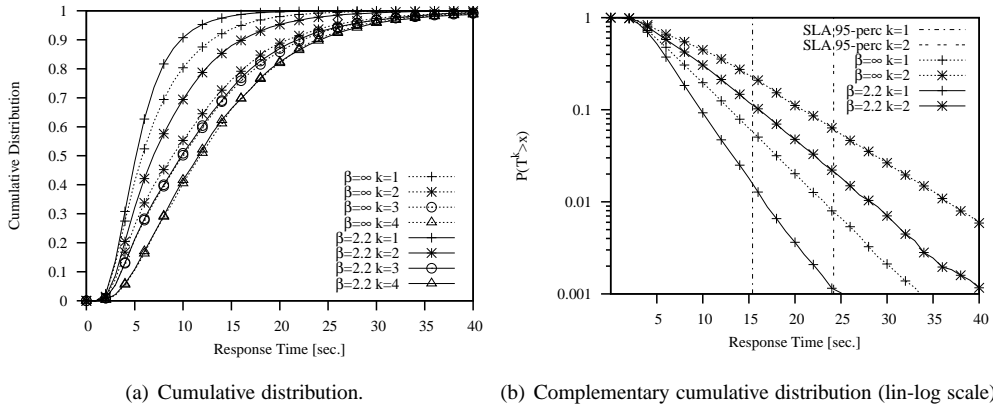 Cumulative Distribution
1
0.9
0.8
0.7
0.6
0.5
0.4
0.3
0.2
0.1
0
β=∞ k=1
β=∞ k=2
β=∞ k=3
β=∞ k=4
β=2.2 k=1
β=2.2 k=2
β=2.2 k=3
β=2.2 k=4
0 5 10 15 20 25 30 35 40
Response Time [sec.]
(a) Cumulative distribution.
P(T^k>x)
1
0.1
0.01
0.001
SLA 95-perc k=1
SLA 95-perc k=2
β=∞ k=1
β=∞ k=2
β=2.2 k=1
β=2.2 k=2
5 10 15 20 25 30 35 40
Response Time [sec.]
(b) Complementary cumulative distribution (lin-log scale)